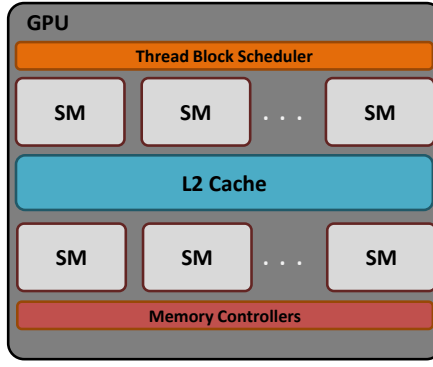 GPU
Thread Block Scheduler
SM SM . . . SM
L2 Cache
SM SM . . . SM
Memory Controllers